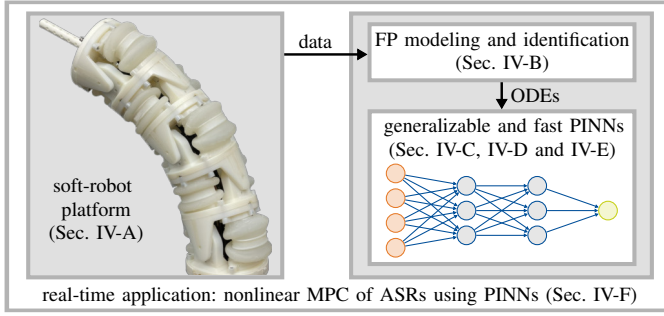 soft-robot
platform
(Sec. IV-A)
data
FP modeling and identification
(Sec. IV-B)
ODEs
generalizable and fast PINNs
(Sec. IV-C, IV-D and IV-E)
real-time application: nonlinear MPC of ASRs using PINNs (Sec. IV-F)